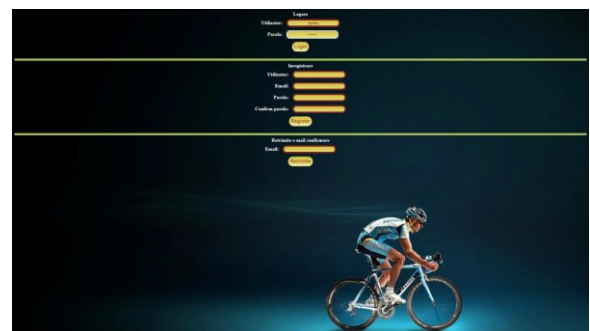 Logare
Utilizator:
Parola:
Login
Inregistrare
Utilizator:
Email:
Parola:
Confirm parola:
Register
Retrimite e-mail confirmare
Email:
Retrimite